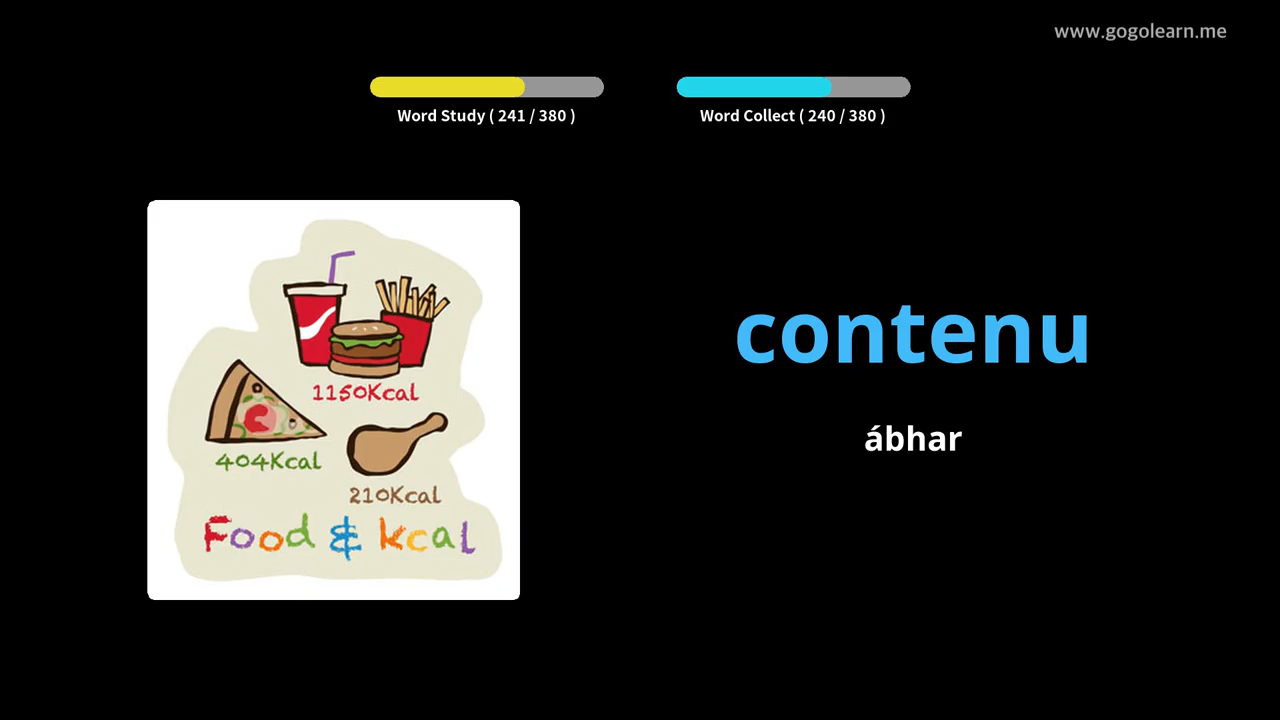 www.gogolearn.me
Word Study ( 241 / 380 )
Word Collect ( 240 / 380 )
1150Kcal
404Kcal
210Kcal
Food & kcal
contenu
ábhar